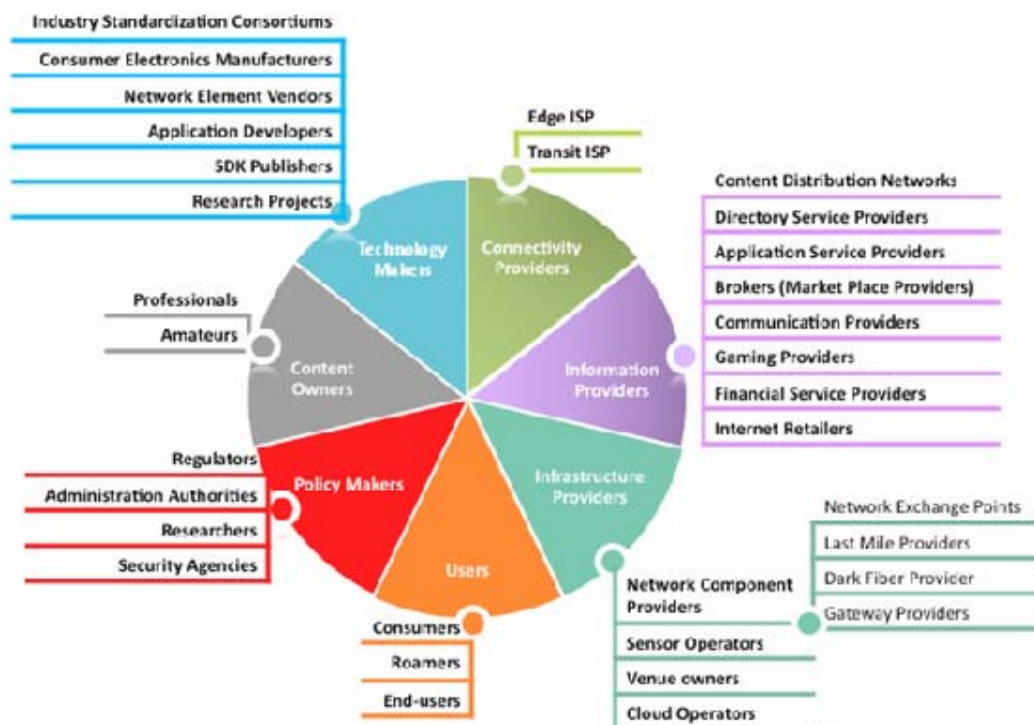 Industry Standardization Consortiums
Consumer Electronics Manufacturers
Network Element Vendors
Application Developers
SDK Publishers
Research Projects
Edge ISP
Transit ISP
Content Distribution Networks
Directory Service Providers
Application Service Providers
Brokers (Market Place Providers)
Communication Providers
Gaming Providers
Financial Service Providers
Internet Retailers
Technology
Makers
Connectivity
Providers
Professionals
Amateurs
Content
Owners
Information
Providers
Regulators
Administration Authorities
Researchers
Security Agencies
Policy Makers
Infrastructure
Providers
Users
Consumers
Roamers
End-users
Network Component
Providers
Sensor Operators
Venue owners
Cloud Operators
Network Exchange Points
Last Mile Providers
Dark Fiber Provider
Gateway Providers